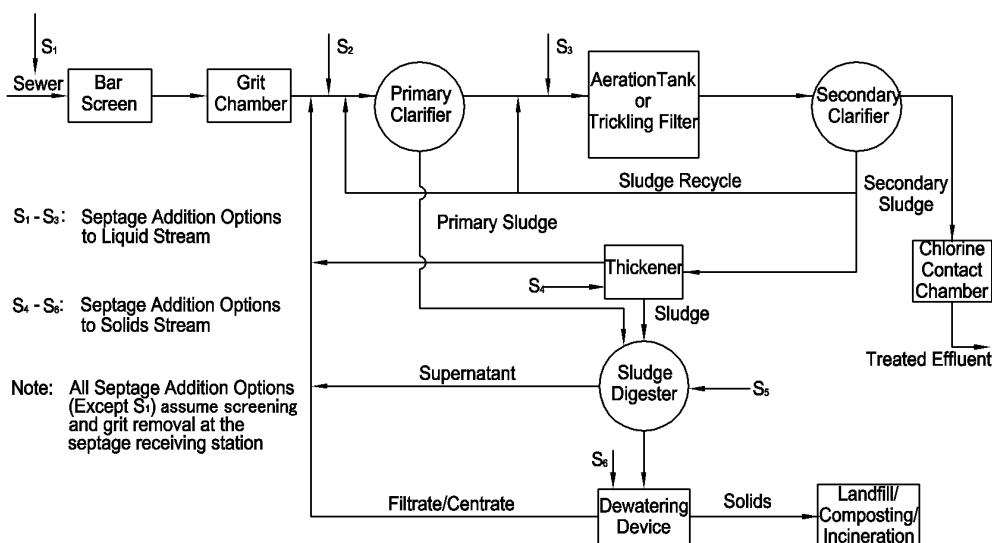 S₁
Sewer
Bar
Screen
Grit
Chamber
S₂
Primary
Clarifier
S₃
AerationTank
or
Trickling Filter
Secondary
Clarifier
Sludge Recycle
Secondary
Sludge
S₁ - S₃: Septage Addition Options
to Liquid Stream
Primary Sludge
Thickener
Chlorine
Contact
Chamber
S₄
S₄ - S₆: Septage Addition Options
to Solids Stream
Sludge
Treated Effluent
Supernatant
Sludge
Digester
S₅
Note: All Septage Addition Options
(Except S₁) assume screening
and grit removal at the
septage receiving station
S₆
Filtrate/Centrate
Dewatering
Device
Solids
Landfill/
Composting/
Incineration